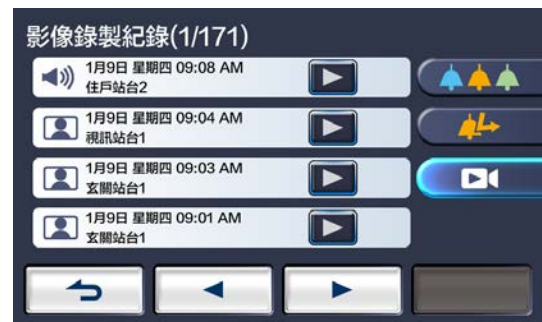 影像錄製紀錄(1/171)
1月9日 星期四 09:08 AM
住戶站台2
1月9日 星期四 09:04 AM
視訊站台1
1月9日 星期四 09:03 AM
玄關站台1
1月9日 星期四 09:01 AM
玄關站台1